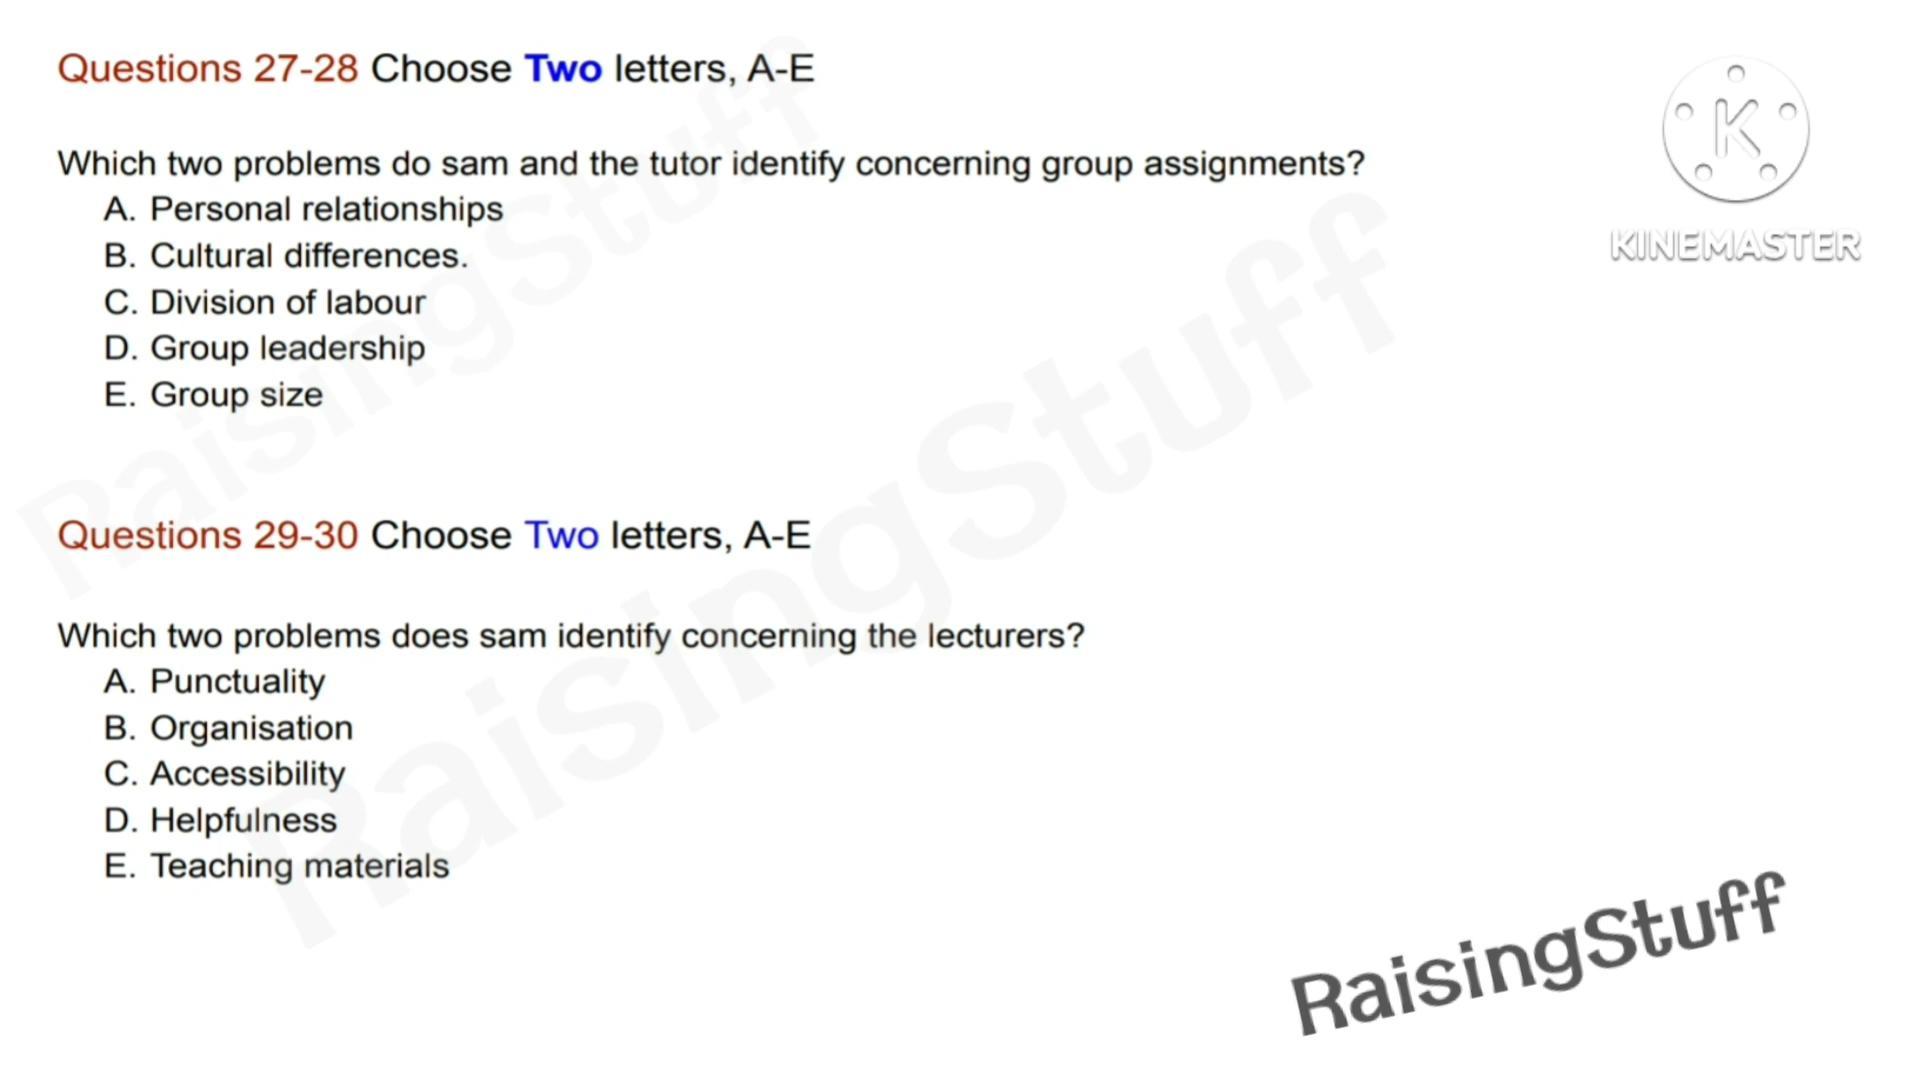 Questions 27-28 Choose Two letters, A-E
Which two problems do sam and the tutor identify concerning group assignments?
A. Personal relationships
B. Cultural differences.
C. Division of labour
D. Group leadership
E. Group size
Questions 29-30 Choose Two letters, A-E
Which two problems does sam identify concerning the lecturers?
A. Punctuality
B. Organisation
C. Accessibility
D. Helpfulness
E. Teaching materials
K
KINEMASTER
RaisingStuff
RaisingStuff
RaisingStuff